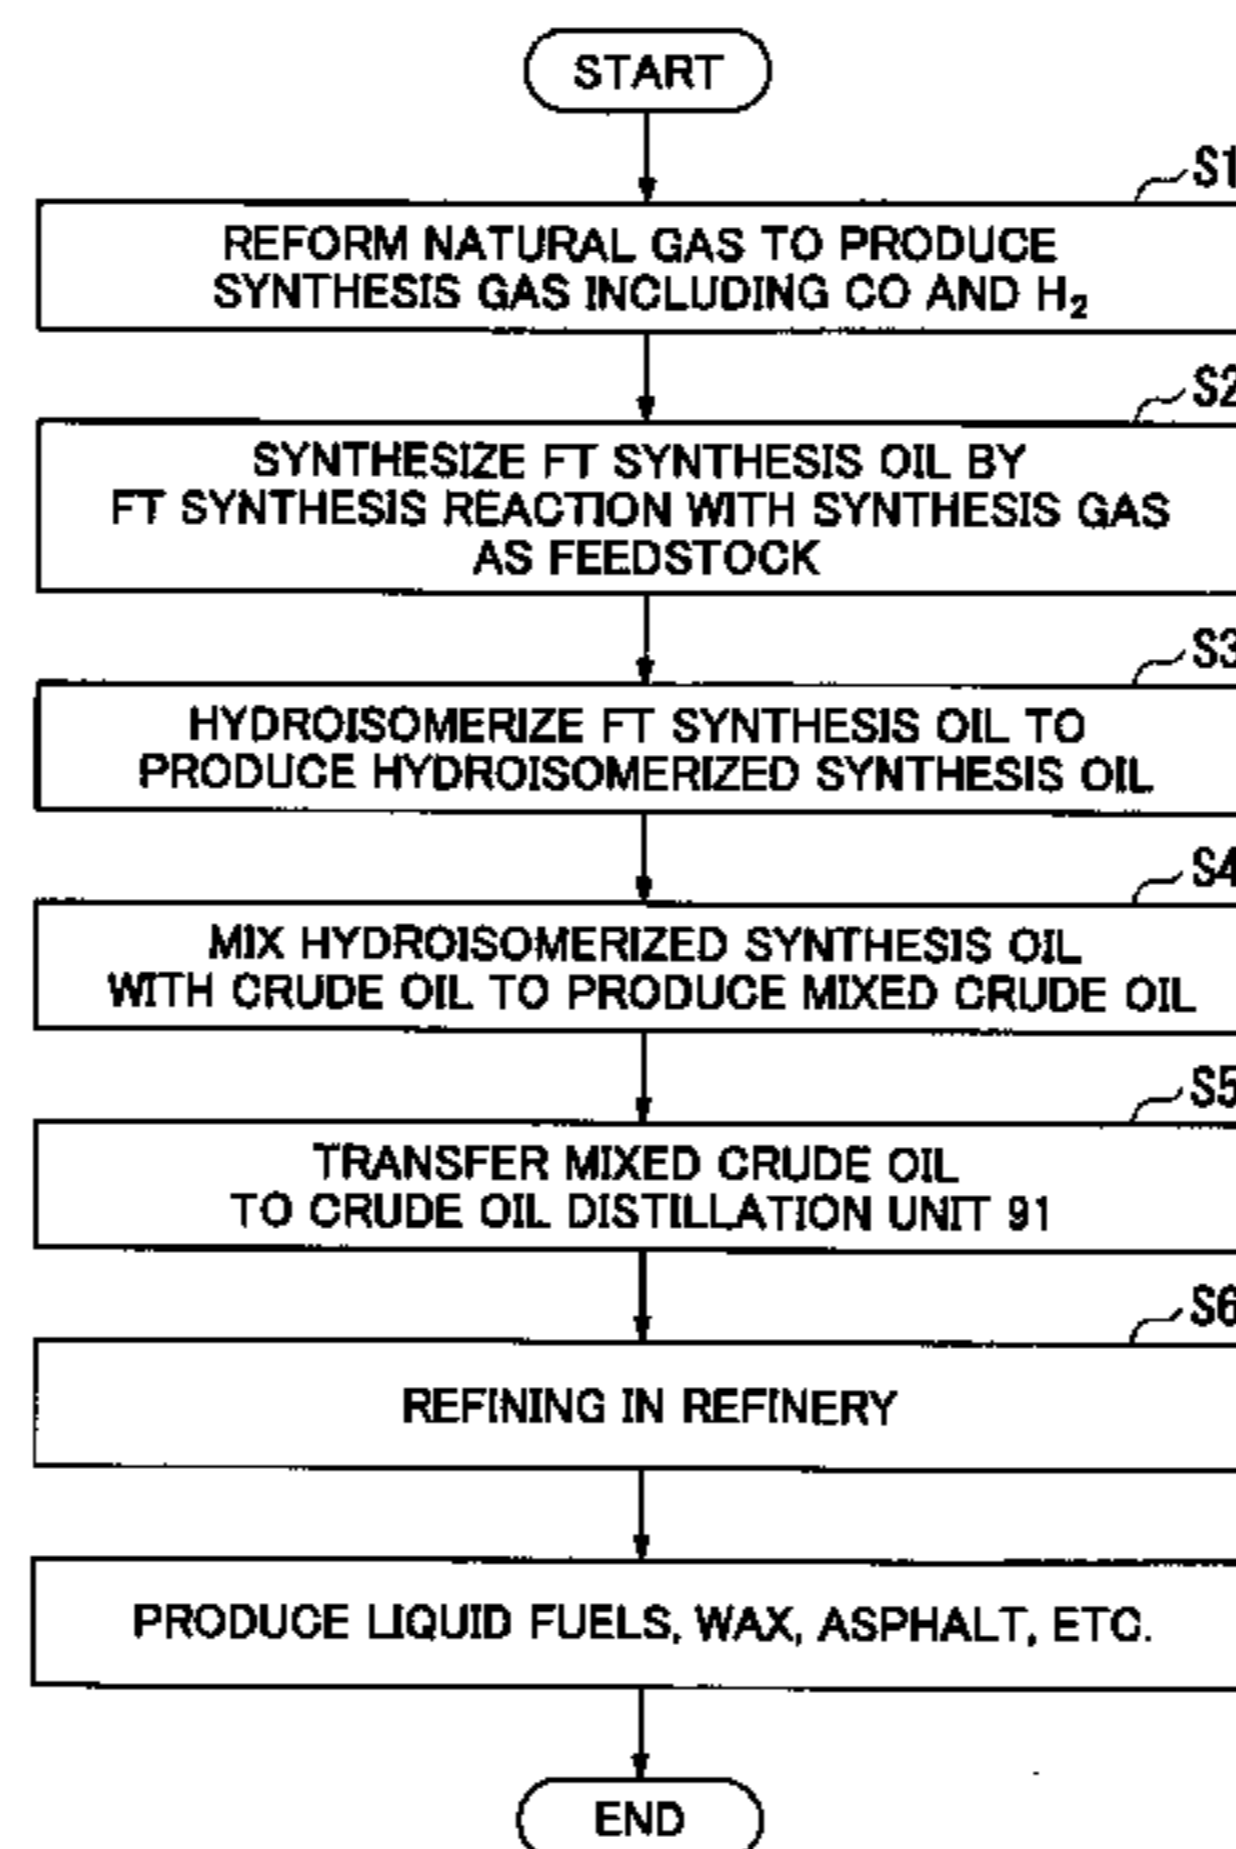 START
S1
REFORM NATURAL GAS TO PRODUCE
SYNTHESIS GAS INCLUDING CO AND H₂
S2
SYNTHESIZE FT SYNTHESIS OIL BY
FT SYNTHESIS REACTION WITH SYNTHESIS GAS
AS FEEDSTOCK
S3
HYDROISOMERIZE FT SYNTHESIS OIL TO
PRODUCE HYDROISOMERIZED SYNTHESIS OIL
S4
MIX HYDROISOMERIZED SYNTHESIS OIL
WITH CRUDE OIL TO PRODUCE MIXED CRUDE OIL
S5
TRANSFER MIXED CRUDE OIL
TO CRUDE OIL DISTILLATION UNIT 91
S6
REFINING IN REFINERY
PRODUCE LIQUID FUELS, WAX, ASPHALT, ETC.
END